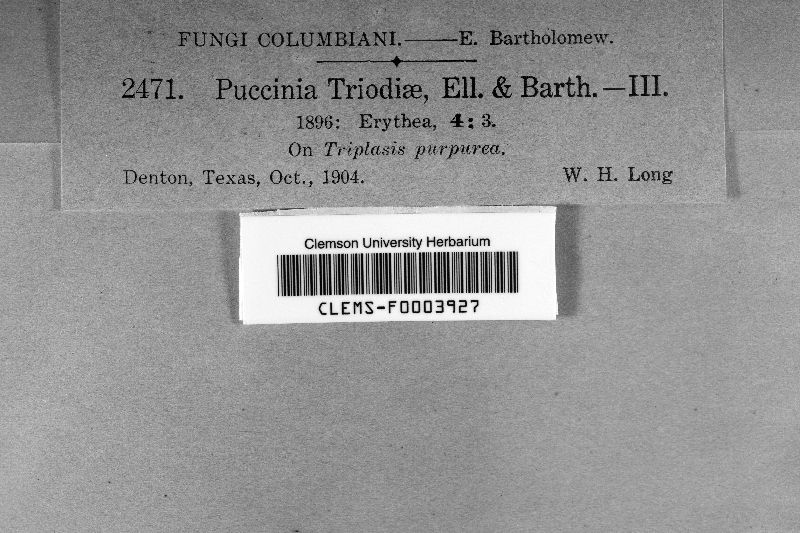 FUNGI COLUMBIANI.——E. Bartholomew.
2471. Puccinia Triodiæ, Ell. & Barth.—III.
1896: Erythea, 4: 3.
On Triplasis purpurea.
Denton, Texas, Oct., 1904. W. H. Long
Clemson University Herbarium
CLEMS-F0003927